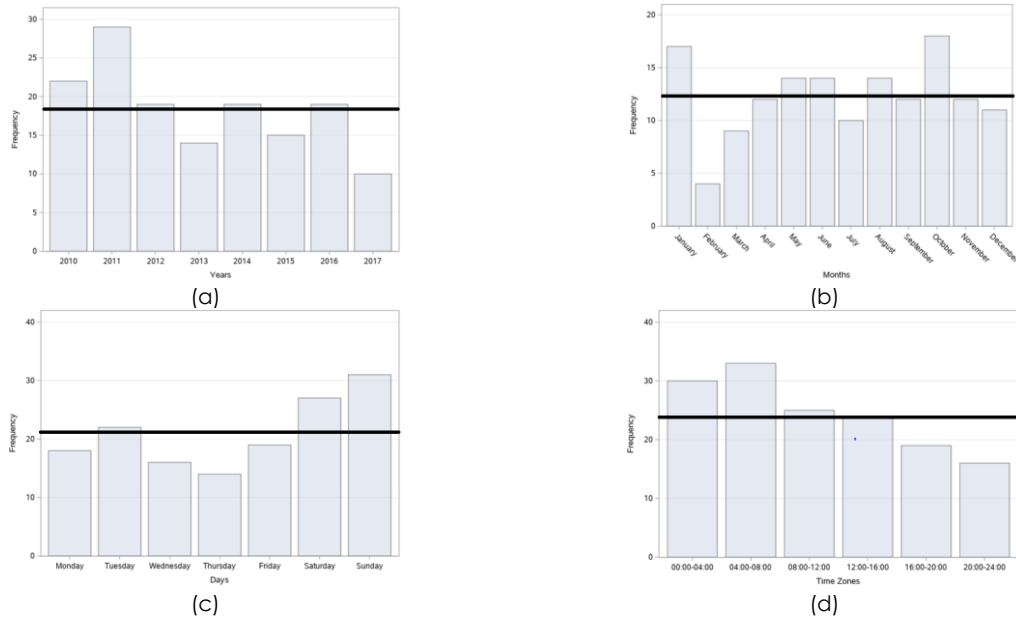 30
25
20
15
10
5
0
Frequency
2010 2011 2012 2013 2014 2015 2016 2017
Years
(a)
20
15
10
5
0
Frequency
January February March April May June July August September October November December
Months
(b)
40
30
20
10
0
Frequency
Monday Tuesday Wednesday Thursday Friday Saturday Sunday
Days
(c)
40
30
20
10
0
Frequency
00:00-04:00 04:00-08:00 08:00-12:00 12:00-16:00 16:00-20:00 20:00-24:00
Time Zones
(d)